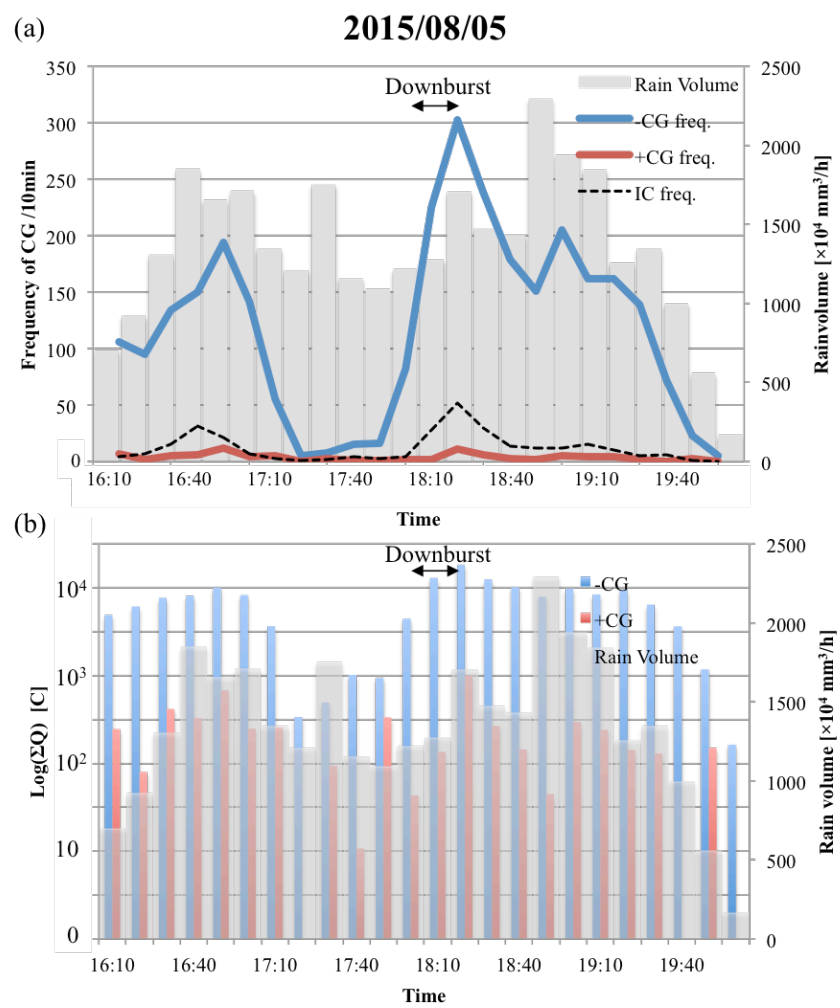 (a)
2015/08/05
350
300
250
200
150
100
50
0
Frequency of CG /10min
Downburst
Rain Volume
-CG freq.
+CG freq.
IC freq.
2500
2000
1500
1000
500
0
Rainvolume [×10⁴ mm³/h]
16:10 16:40 17:10 17:40 18:10 18:40 19:10 19:40
Time
(b)
10⁴
10³
10²
10
0
Log(ΣQ) [C]
Downburst
-CG
+CG
Rain Volume
2500
2000
1500
1000
500
0
Rain volume [×10⁴ mm³/h]
16:10 16:40 17:10 17:40 18:10 18:40 19:10 19:40
Time